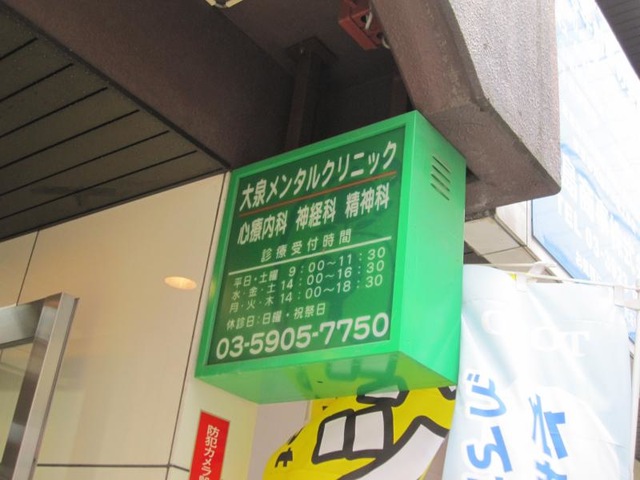 大泉メンタルクリニック
心療内科 神経科 精神科
診療受付時間
平日・土曜 9:00～11:30
水・金・土 14:00～16:30
月・火・木 14:00～18:30
休診日:日曜・祝祭日
03-5905-7750
防犯カメラ